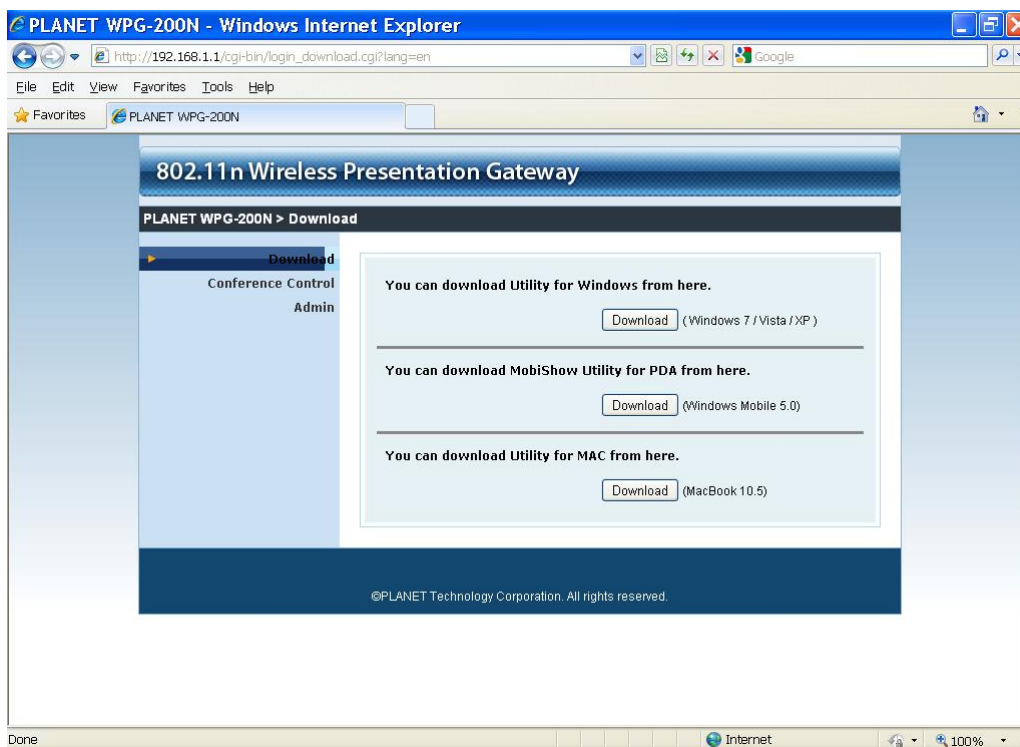 PLANET WPG-200N - Windows Internet Explorer
http://192.168.1.1/cgi-bin/login_download.cgi?lang=en
Google
File Edit View Favorites Tools Help
Favorites PLANET WPG-200N
802.11n Wireless Presentation Gateway
PLANET WPG-200N > Download
Download
Conference Control
Admin
You can download Utility for Windows from here.
Download ( Windows 7 / Vista / XP )
You can download MobiShow Utility for PDA from here.
Download (Windows Mobile 5.0)
You can download Utility for MAC from here.
Download (MacBook 10.5)
©PLANET Technology Corporation. All rights reserved.
Done Internet 100%